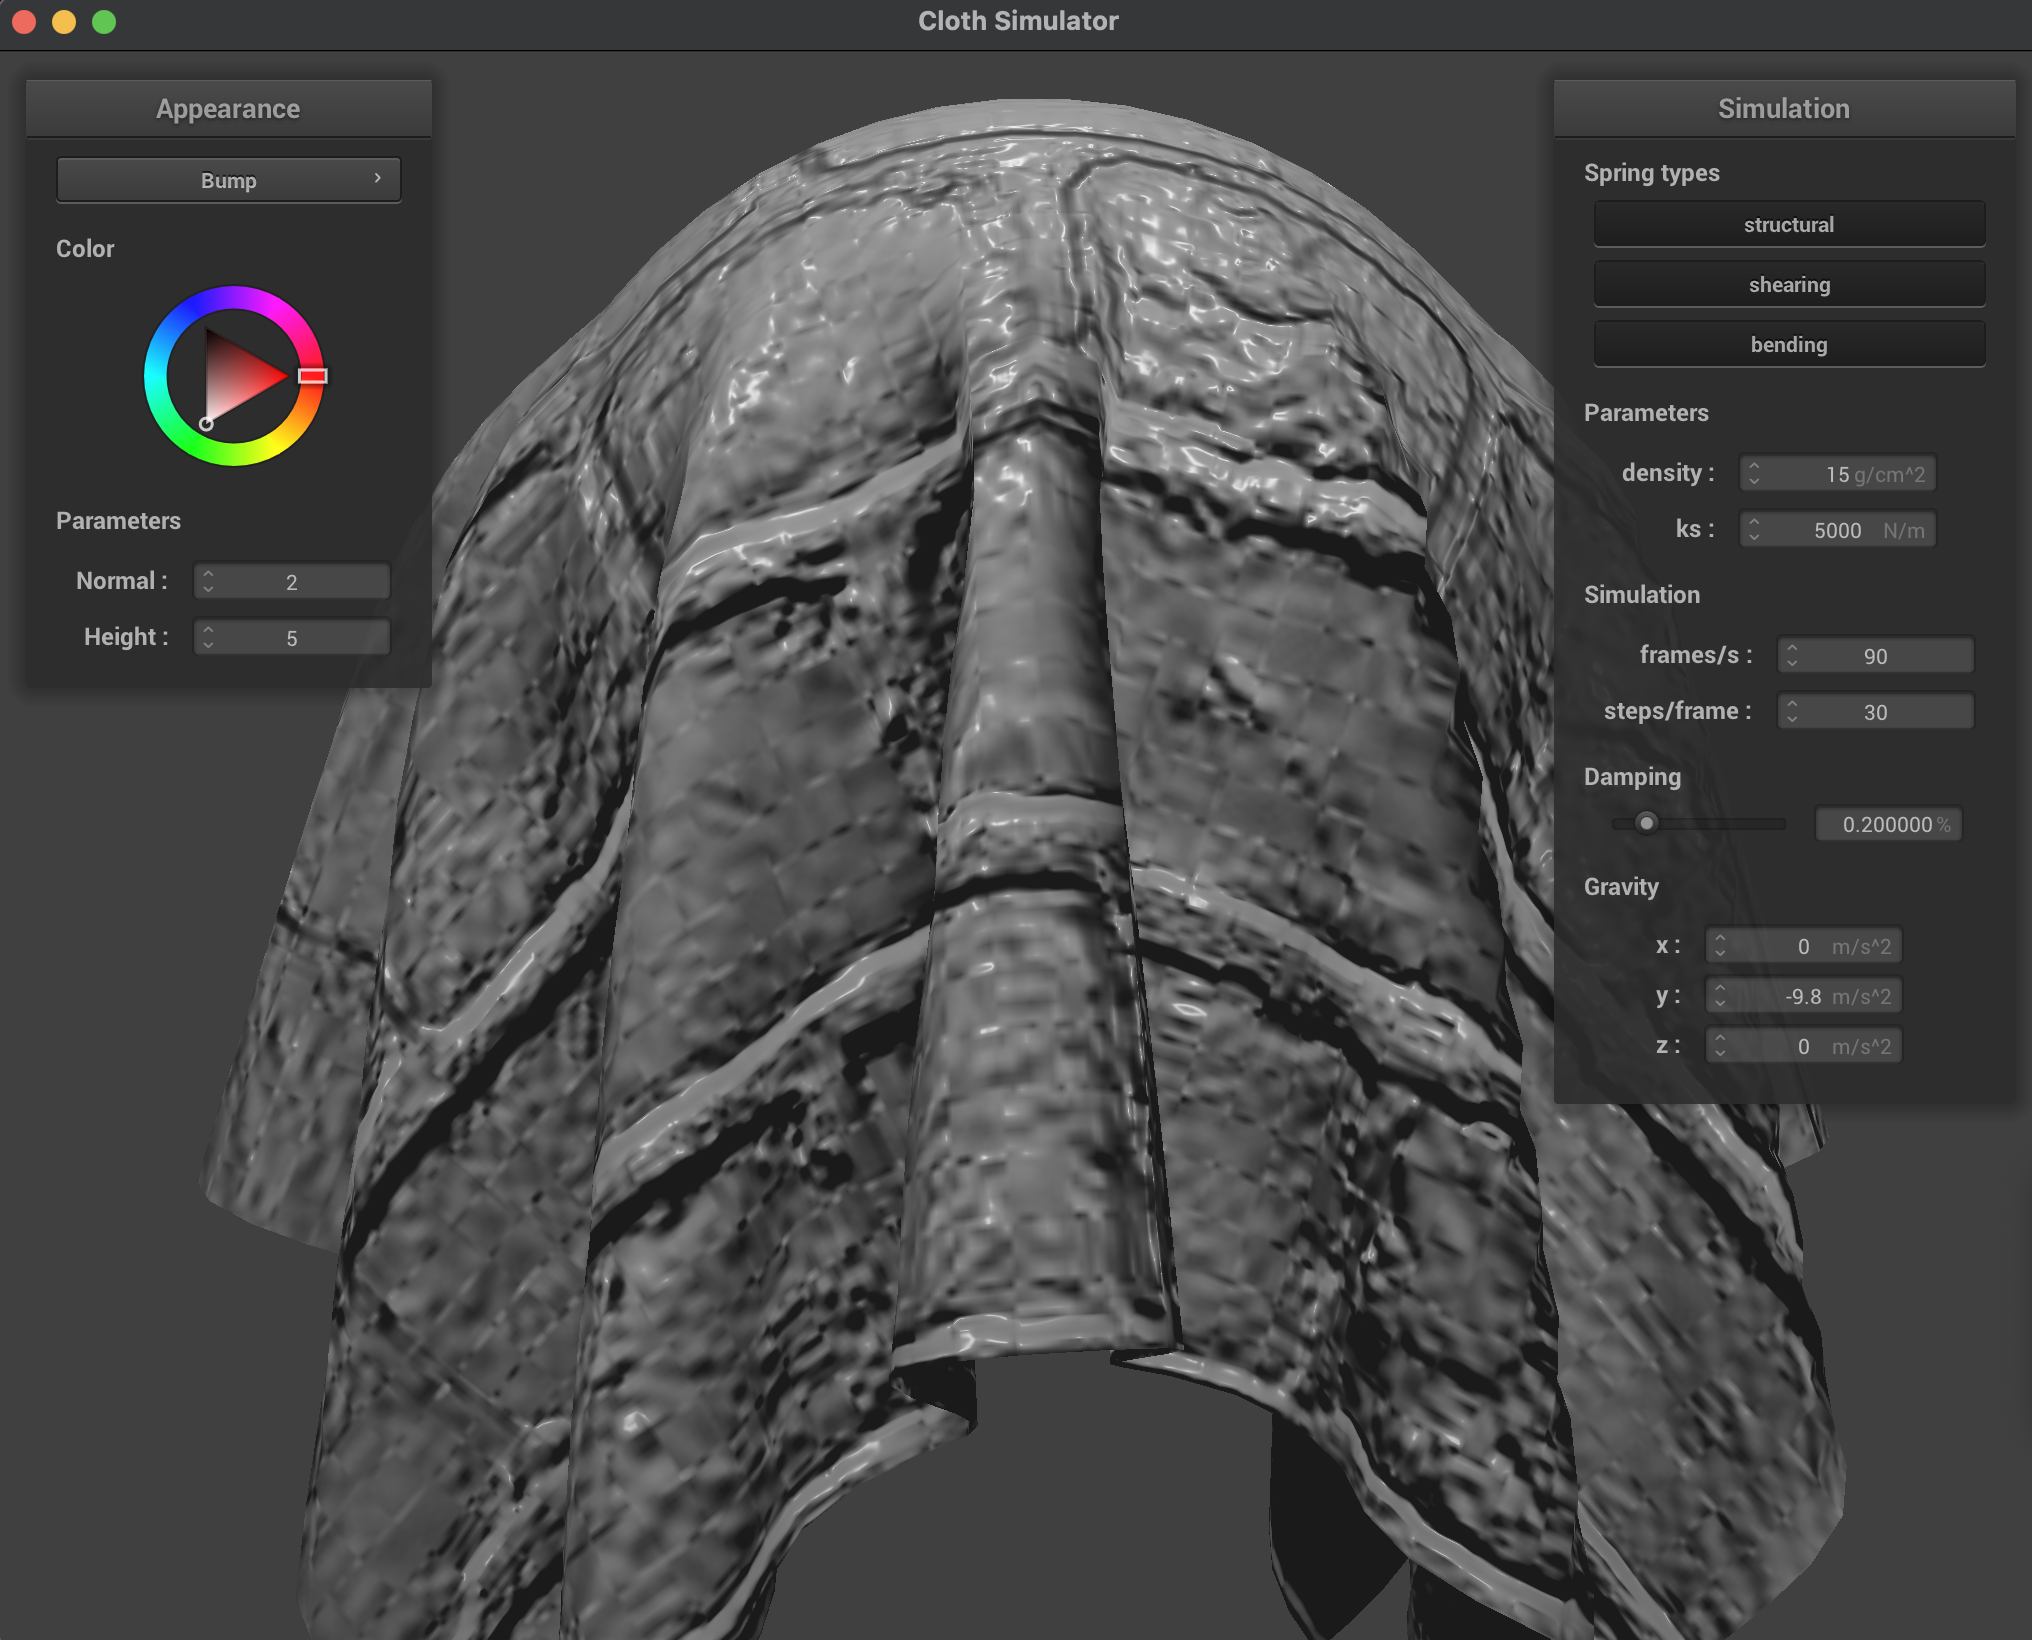 Cloth Simulator
Appearance
Bump
Color
Parameters
Normal : 2
Height : 5
Simulation
Spring types
structural
shearing
bending
Parameters
density : 15 g/cm^2
ks : 5000 N/m
Simulation
frames/s : 90
steps/frame : 30
Damping
0.200000 %
Gravity
x : 0 m/s^2
y : -9.8 m/s^2
z : 0 m/s^2